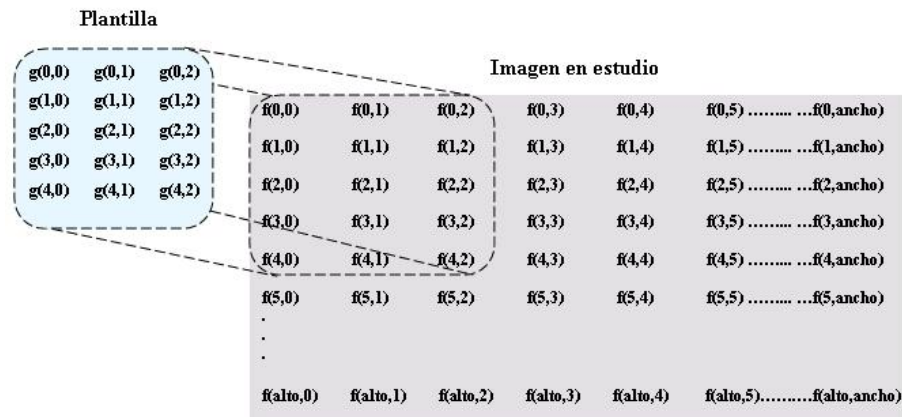 Plantilla
g(0,0) g(0,1) g(0,2)
g(1,0) g(1,1) g(1,2)
g(2,0) g(2,1) g(2,2)
g(3,0) g(3,1) g(3,2)
g(4,0) g(4,1) g(4,2)
Imagen en estudio
f(0,0) f(0,1) f(0,2) f(0,3) f(0,4) f(0,5) ......... ...f(0,ancho)
f(1,0) f(1,1) f(1,2) f(1,3) f(1,4) f(1,5) ......... ...f(1,ancho)
f(2,0) f(2,1) f(2,2) f(2,3) f(2,4) f(2,5) ......... ...f(2,ancho)
f(3,0) f(3,1) f(3,2) f(3,3) f(3,4) f(3,5) ......... ...f(3,ancho)
f(4,0) f(4,1) f(4,2) f(4,3) f(4,4) f(4,5) ......... ...f(4,ancho)
f(5,0) f(5,1) f(5,2) f(5,3) f(5,4) f(5,5) ......... ...f(5,ancho)
.
.
.
f(alto,0) f(alto,1) f(alto,2) f(alto,3) f(alto,4) f(alto,5)..........f(alto,ancho)